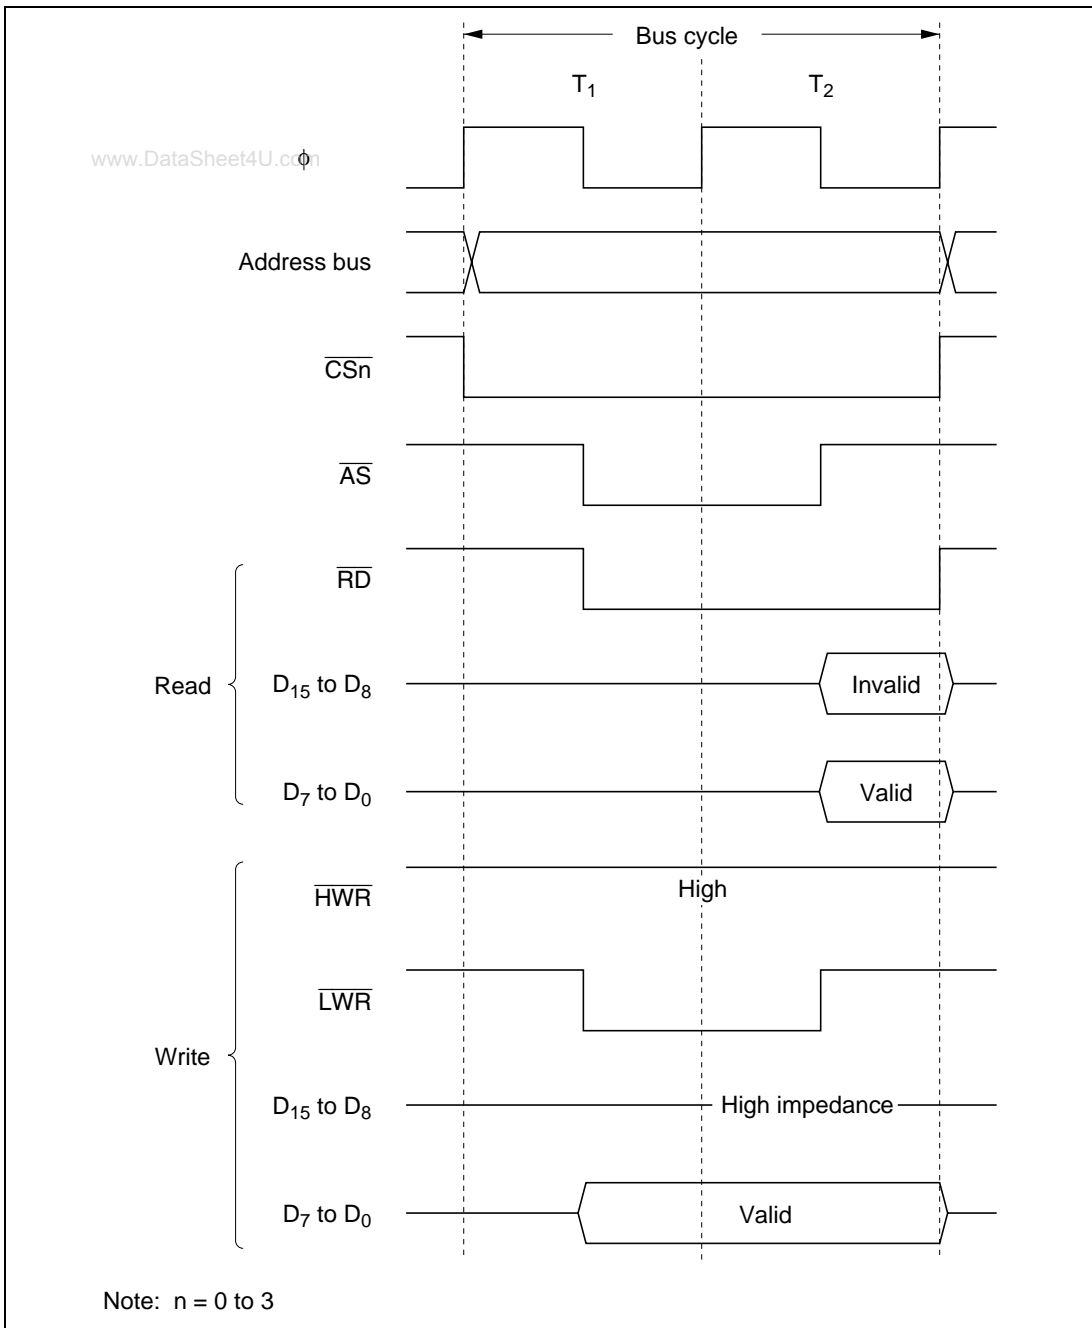 Bus cycle
T1 T2
www.DataSheet4U.com
ϕ
Address bus
CSn
AS
Read
RD
D15 to D8 Invalid
D7 to D0 Valid
Write
HWR High
LWR
D15 to D8 High impedance
D7 to D0 Valid
Note: n = 0 to 3